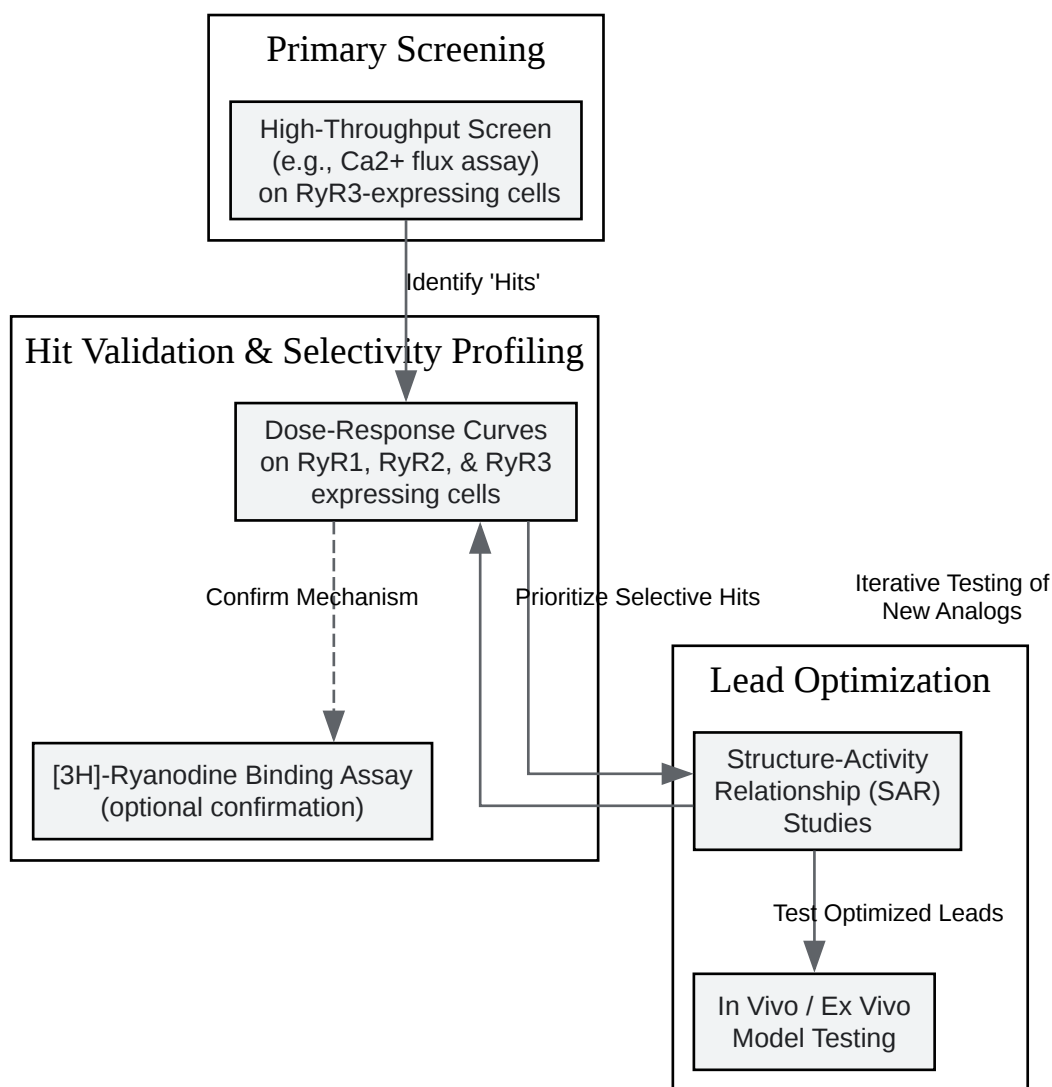 Primary Screening
High-Throughput Screen
(e.g., Ca2+ flux assay)
on RyR3-expressing cells
Identify 'Hits'
Hit Validation & Selectivity Profiling
Dose-Response Curves
on RyR1, RyR2, & RyR3
expressing cells
Confirm Mechanism
Prioritize Selective Hits
Iterative Testing of
New Analogs
[3H]-Ryanodine Binding Assay
(optional confirmation)
Lead Optimization
Structure-Activity
Relationship (SAR)
Studies
Test Optimized Leads
In Vivo / Ex Vivo
Model Testing